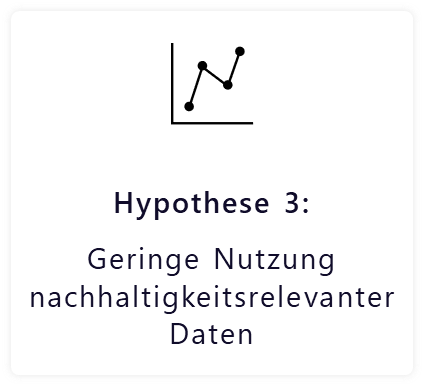 Hypothese 3:
Geringe Nutzung
nachhaltigkeitsrelevanter
Daten